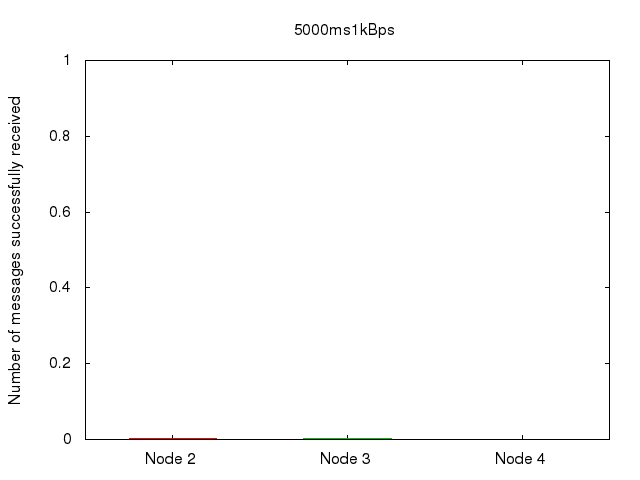 5000ms1kBps
Number of messages successfully received
1
0.8
0.6
0.4
0.2
0
Node 2
Node 3
Node 4